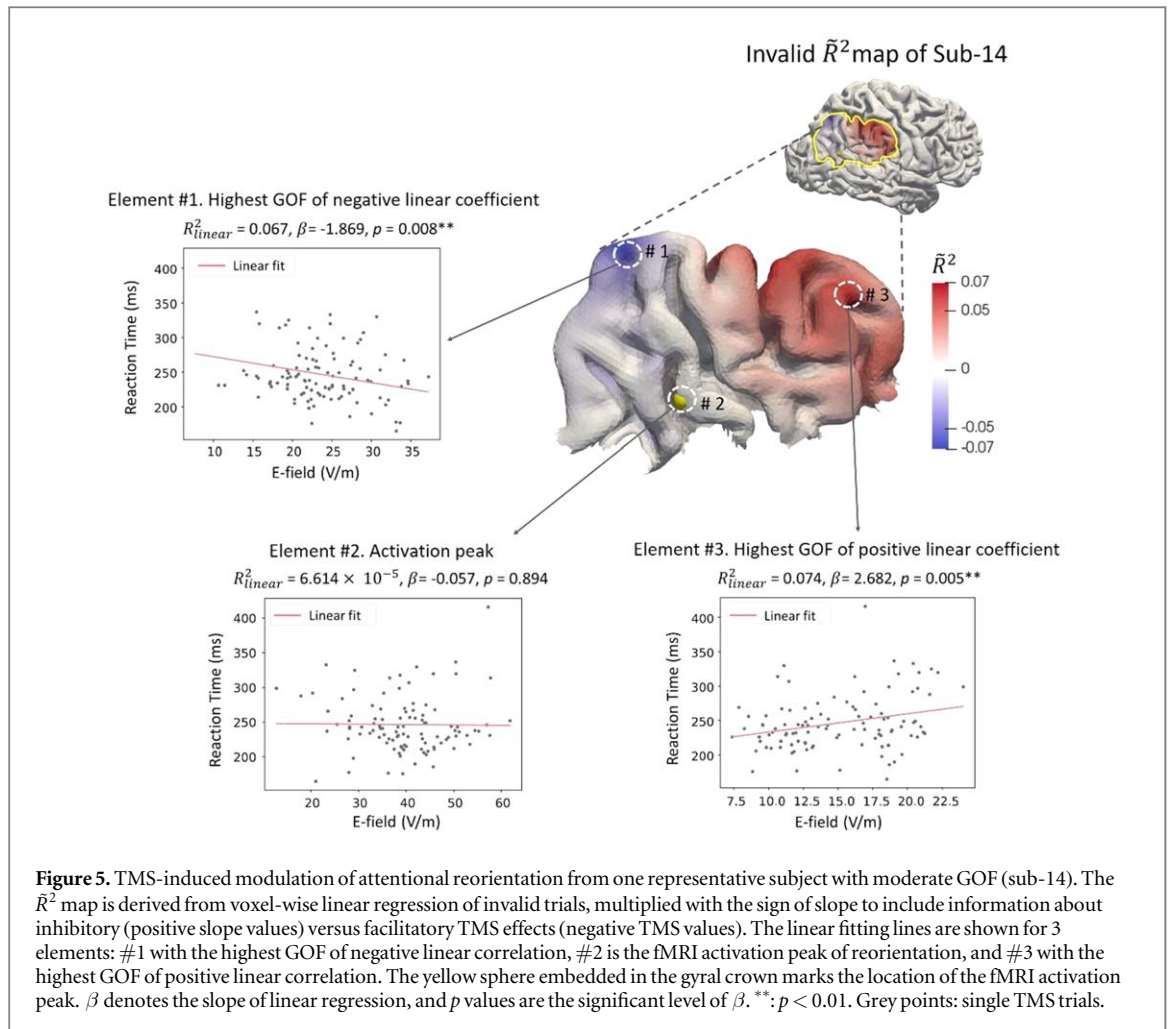 Invalid R̃² map of Sub-14
Element #1. Highest GOF of negative linear coefficient
R²linear = 0.067, β= -1.869, p = 0.008**
Linear fit
400
350
300
250
200
Reaction Time (ms)
10 15 20 25 30 35
E-field (V/m)
# 1
# 2
# 3
R̃²
0.07
0.05
0
-0.05
-0.07
Element #2. Activation peak
R²linear = 6.614 × 10⁻⁵, β= -0.057, p = 0.894
Linear fit
400
350
300
250
200
Reaction Time (ms)
20 30 40 50 60
E-field (V/m)
Element #3. Highest GOF of positive linear coefficient
R²linear = 0.074, β= 2.682, p = 0.005**
Linear fit
400
350
300
250
200
Reaction Time (ms)
7.5 10.0 12.5 15.0 17.5 20.0 22.5
E-field (V/m)
Figure 5. TMS-induced modulation of attentional reorientation from one representative subject with moderate GOF (sub-14). The
R̃² map is derived from voxel-wise linear regression of invalid trials, multiplied with the sign of slope to include information about
inhibitory (positive slope values) versus facilitatory TMS effects (negative TMS values). The linear fitting lines are shown for 3
elements: #1 with the highest GOF of negative linear correlation, #2 is the fMRI activation peak of reorientation, and #3 with the
highest GOF of positive linear correlation. The yellow sphere embedded in the gyral crown marks the location of the fMRI activation
peak. β denotes the slope of linear regression, and p values are the significant level of β. **: p < 0.01. Grey points: single TMS trials.